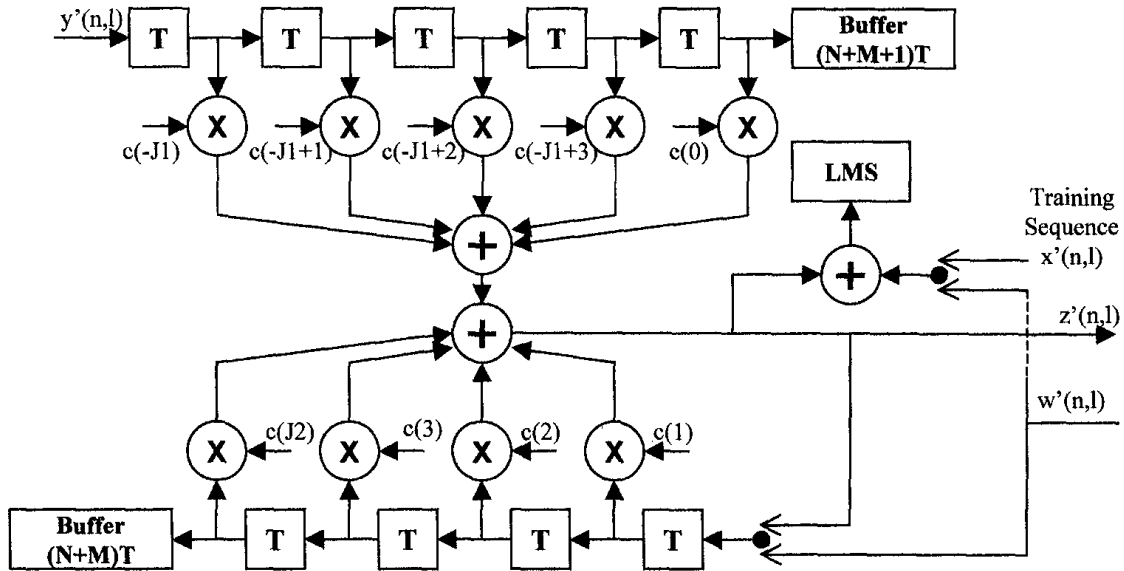 y'(n,l)
T
T
T
T
T
Buffer
(N+M+1)T
X
X
X
X
X
c(-J1)
c(-J1+1)
c(-J1+2)
c(-J1+3)
c(0)
LMS
Training
Sequence
x'(n,l)
+
+
+
z'(n,l)
w'(n,l)
c(J2)
c(3)
c(2)
c(1)
X
X
X
X
Buffer
(N+M)T
T
T
T
T